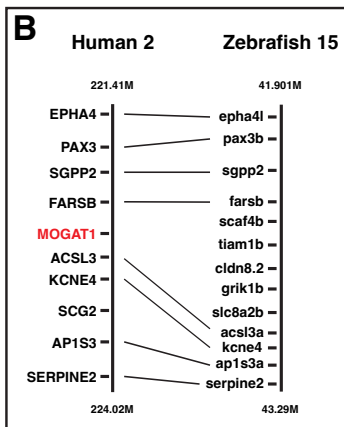 B
Human 2
Zebrafish 15
221.41M
41.901M
EPHA4
PAX3
SGPP2
FARSB
MOGAT1
ACSL3
KCNE4
SCG2
AP1S3
SERPINE2
224.02M
epha4l
pax3b
sgpp2
farsb
scaf4b
tiam1b
cldn8.2
grik1b
slc8a2b
acsl3a
kcne4
ap1s3a
serpine2
43.29M